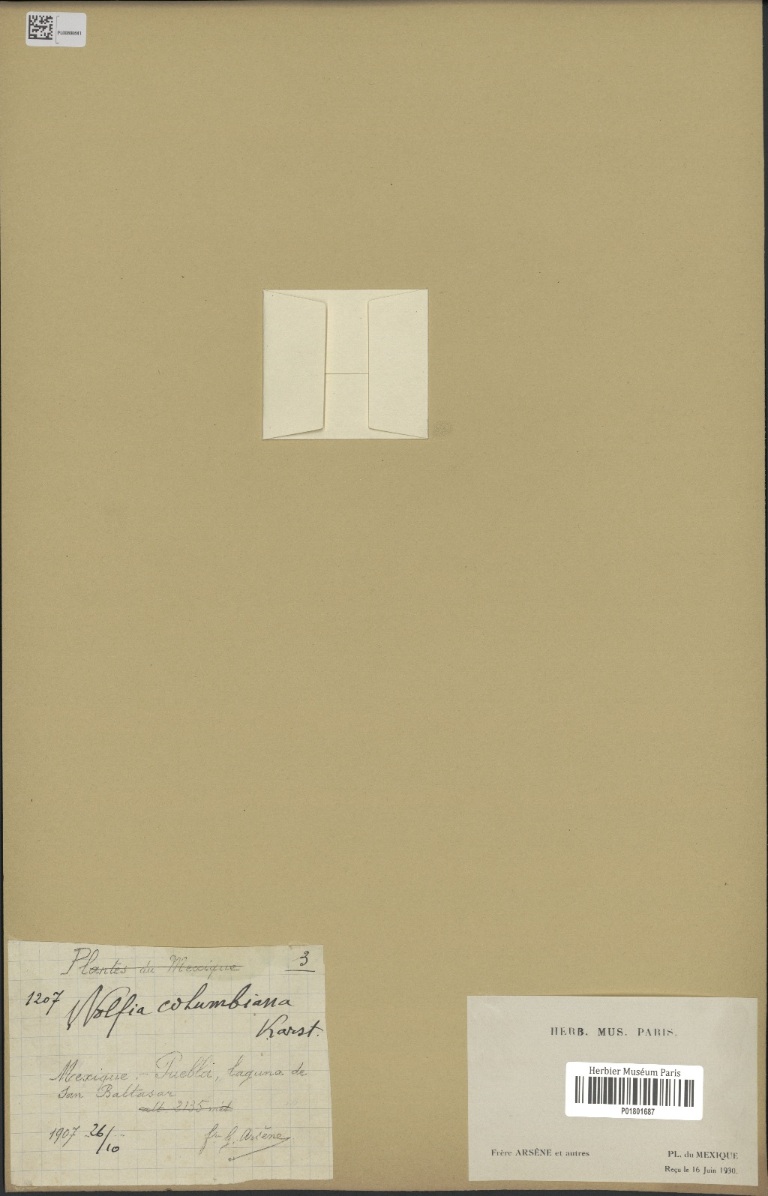 Plantes du Mexique 3
1207 Wolfia columbiana
Karst.
Mexique : Puebla, laguna de
San Baltasar
alt 2135 mèt
1907 26/10 fr. G. Arsène
HERB. MUS. PARIS.
Herbier Muséum Paris
P01801687
Frère ARSÈNE et autres PL. du MEXIQUE
Reçu le 16 Juin 1930.